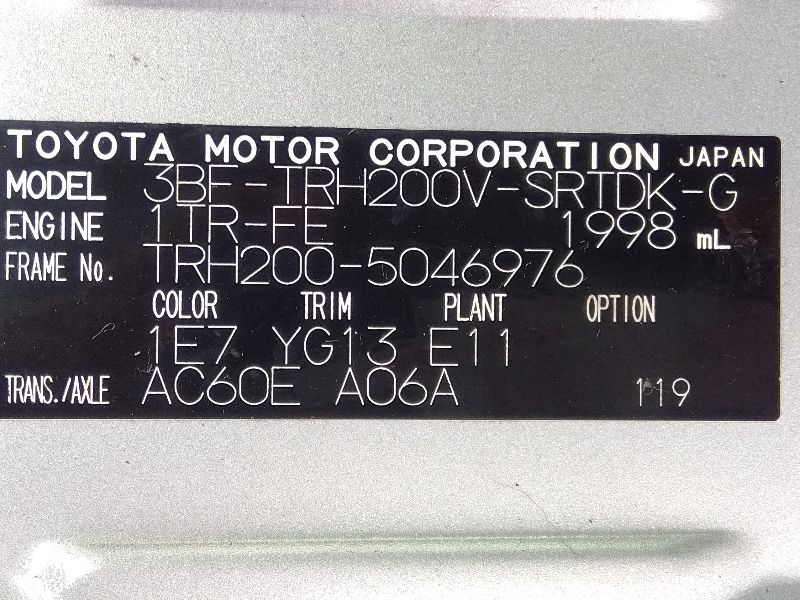 TOYOTA MOTOR CORPORATION JAPAN
MODEL 3BF-TRH200V-SRTDK-G
ENGINE 1TR-FE 1998 mL
FRAME No. TRH200-5046976
COLOR TRIM PLANT OPTION
1E7 YG13 E11
TRANS./AXLE AC60E A06A 119